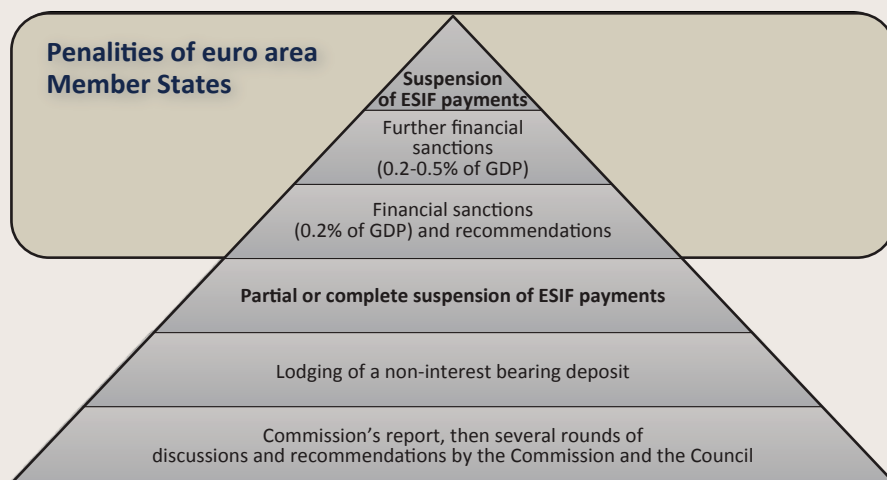 Penalities of euro area
Member States
Suspension
of ESIF payments
Further financial
sanctions
(0.2-0.5% of GDP)
Financial sanctions
(0.2% of GDP) and recommendations
Partial or complete suspension of ESIF payments
Lodging of a non-interest bearing deposit
Commission’s report, then several rounds of
discussions and recommendations by the Commission and the Council